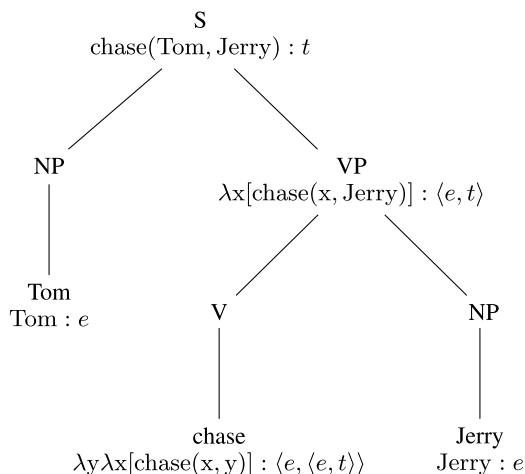 S
chase(Tom, Jerry) : t
NP
VP
λx[chase(x, Jerry)] : ⟨e, t⟩
Tom
Tom : e
V
NP
chase
λyλx[chase(x, y)] : ⟨e, ⟨e, t⟩⟩
Jerry
Jerry : e